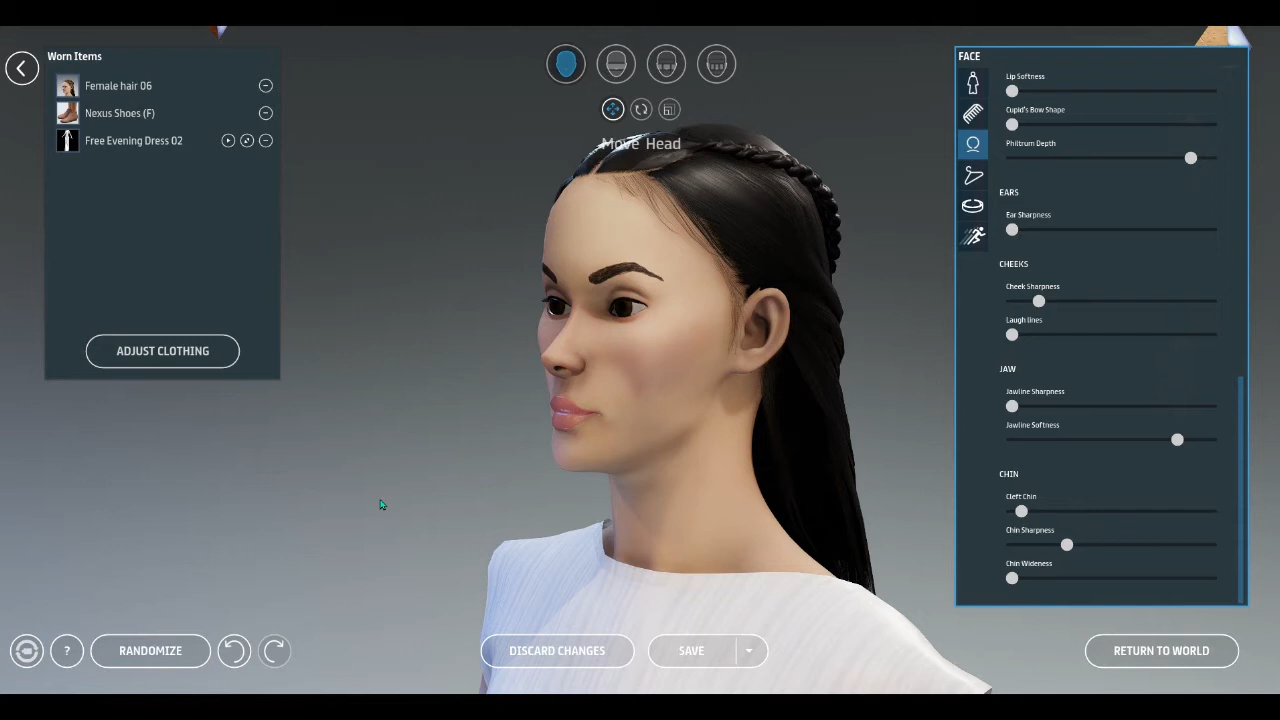 Worn Items
Female hair 06
Nexus Shoes (F)
Free Evening Dress 02
ADJUST CLOTHING
Move Head
FACE
Lip Softness
Cupid's Bow Shape
Philtrum Depth
EARS
Ear Sharpness
CHEEKS
Cheek Sharpness
Laugh lines
JAW
Jawline Sharpness
Jawline Softness
CHIN
Cleft Chin
Chin Sharpness
Chin Wideness
?
RANDOMIZE
DISCARD CHANGES
SAVE
RETURN TO WORLD